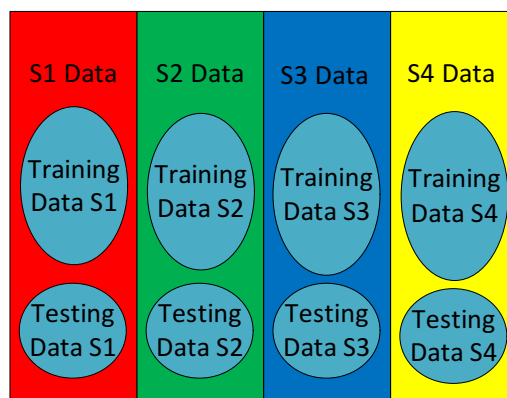 S1 Data
S2 Data
S3 Data
S4 Data
Training
Data S1
Training
Data S2
Training
Data S3
Training
Data S4
Testing
Data S1
Testing
Data S2
Testing
Data S3
Testing
Data S4